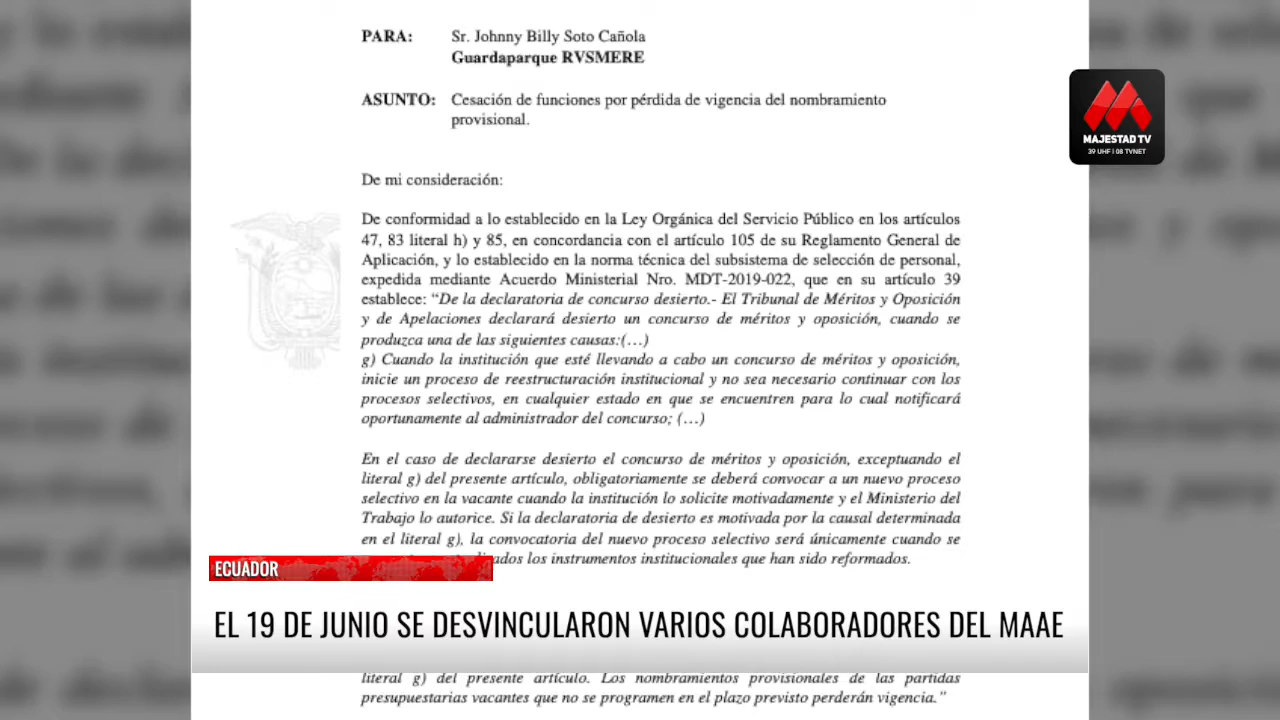 PARA: Sr. Johnny Billy Soto Cañola
Guardaparque RVSMERE
ASUNTO: Cesación de funciones por pérdida de vigencia del nombramiento
provisional.
MAJESTAD TV
39 UHF | 08 TVNET
De mi consideración:
De conformidad a lo establecido en la Ley Orgánica del Servicio Público en los artículos
47, 83 literal h) y 85, en concordancia con el artículo 105 de su Reglamento General de
Aplicación, y lo establecido en la norma técnica del subsistema de selección de personal,
expedida mediante Acuerdo Ministerial Nro. MDT-2019-022, que en su artículo 39
establece: “De la declaratoria de concurso desierto.- El Tribunal de Méritos y Oposición
y de Apelaciones declarará desierto un concurso de méritos y oposición, cuando se
produzca una de las siguientes causas:(…)
g) Cuando la institución que esté llevando a cabo un concurso de méritos y oposición,
inicie un proceso de reestructuración institucional y no sea necesario continuar con los
procesos selectivos, en cualquier estado en que se encuentren para lo cual notificará
oportunamente al administrador del concurso; (…)
En el caso de declararse desierto el concurso de méritos y oposición, exceptuando el
literal g) del presente artículo, obligatoriamente se deberá convocar a un nuevo proceso
selectivo en la vacante cuando la institución lo solicite motivadamente y el Ministerio del
Trabajo lo autorice. Si la declaratoria de desierto es motivada por la causal determinada
en el literal g), la convocatoria del nuevo proceso selectivo será únicamente cuando se
los instrumentos institucionales que han sido reformados.
ECUADOR
EL 19 DE JUNIO SE DESVINCULARON VARIOS COLABORADORES DEL MAAE
literal g) del presente artículo. Los nombramientos provisionales de las partidas
presupuestarias vacantes que no se programen en el plazo previsto perderán vigencia.”